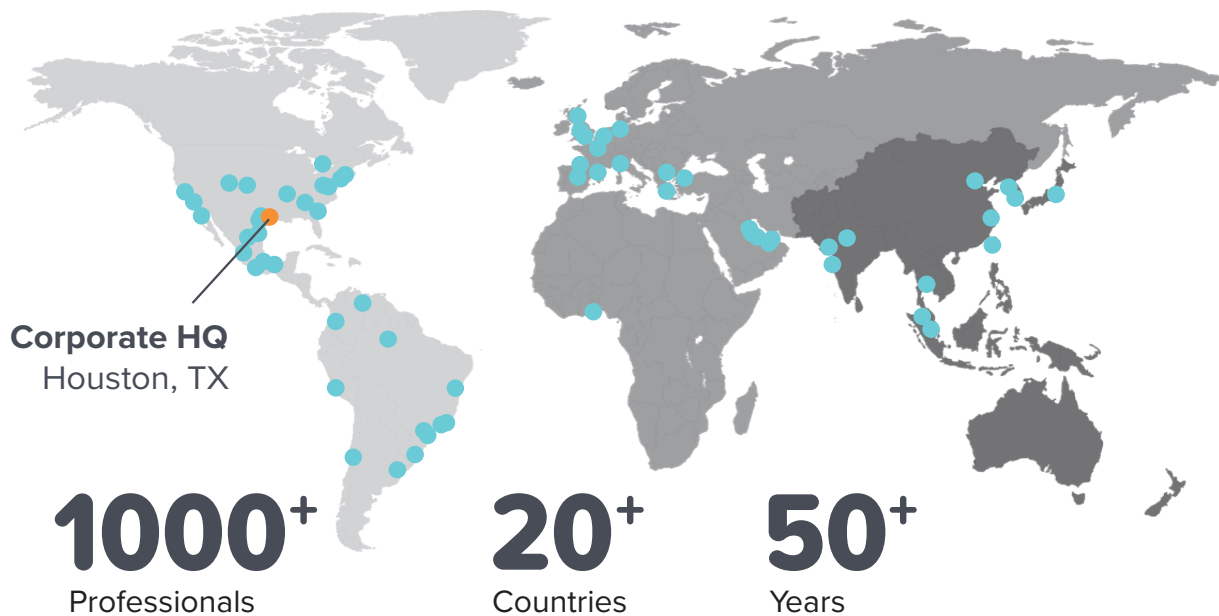 Corporate HQ
Houston, TX
1000+
Professionals
20+
Countries
50+
Years